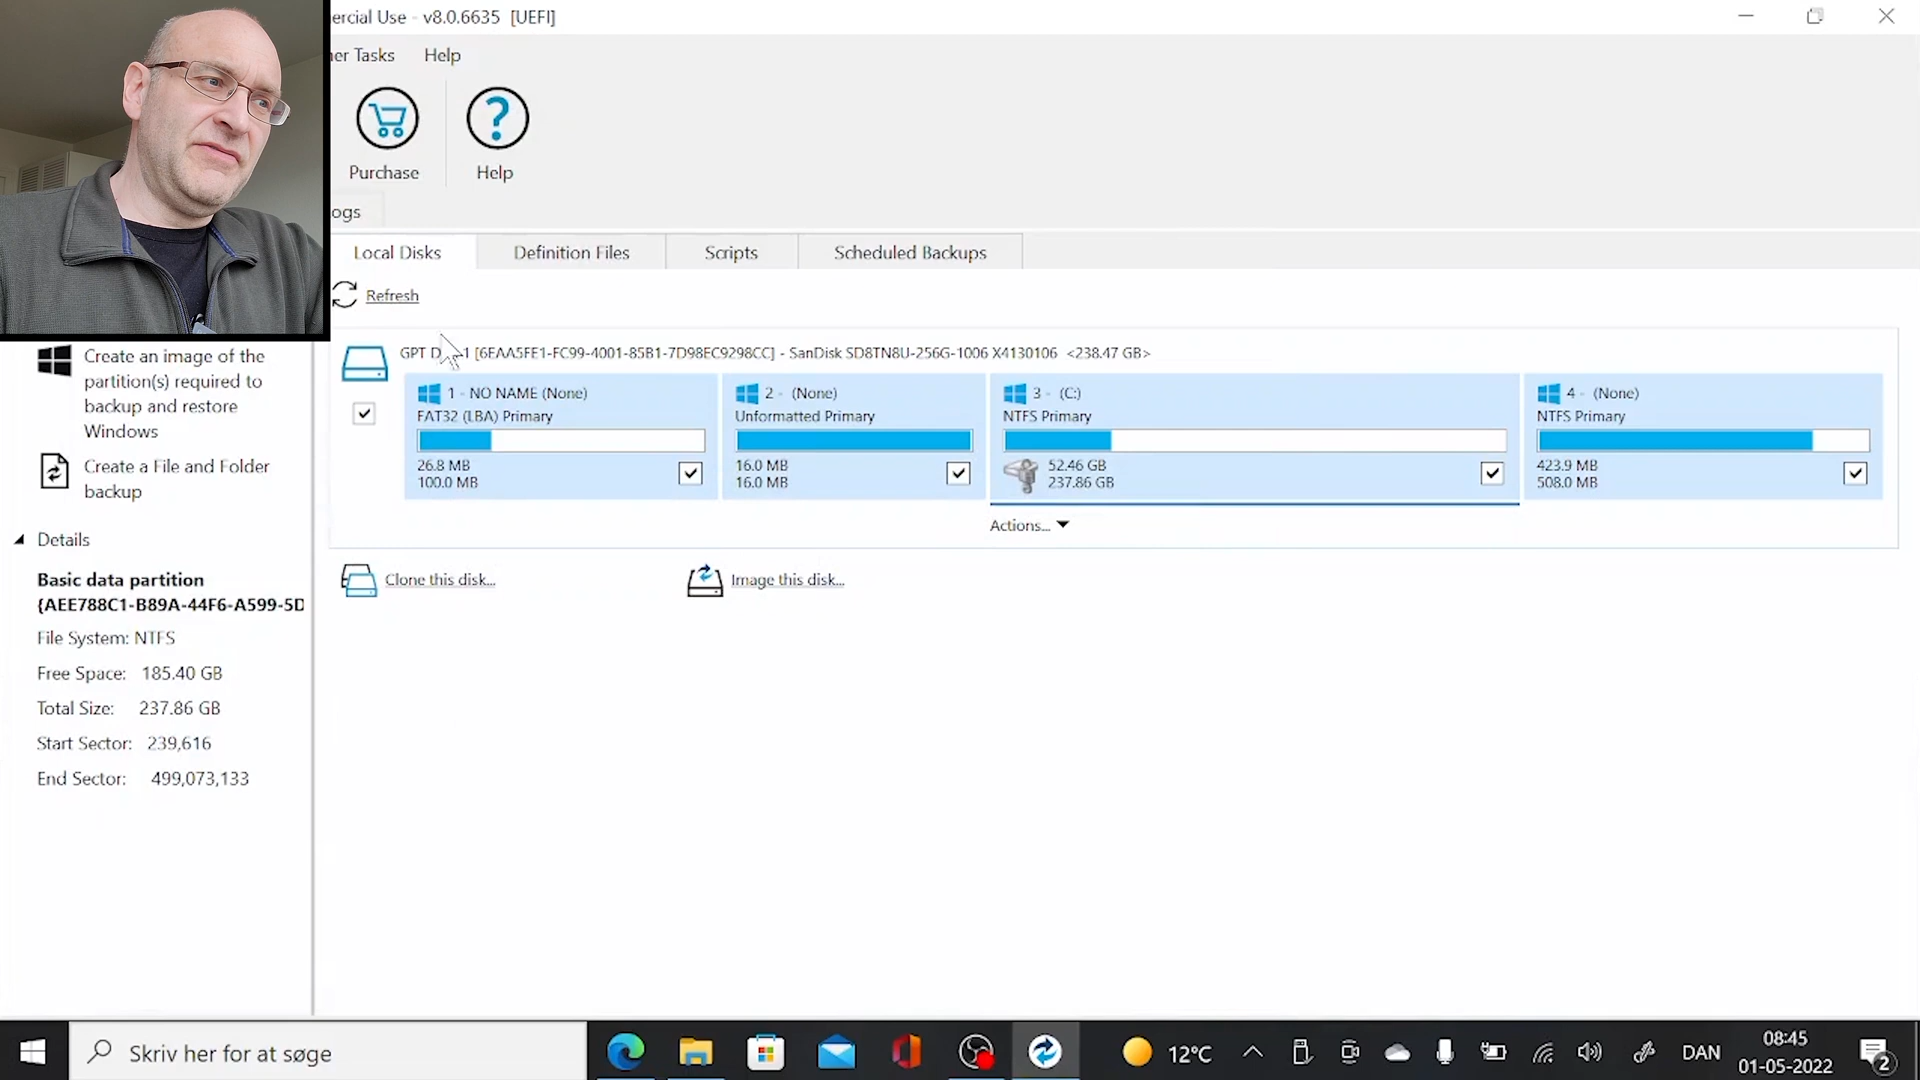 ercial Use - v8.0.6635 [UEFI]
er Tasks
Help
Purchase
Help
ogs
Local Disks
Definition Files
Scripts
Scheduled Backups
Refresh
GPT D 1 [6EAA5FE1-FC99-4001-85B1-7D98EC9298CC] - SanDisk SD8TN8U-256G-1006 X4130106 <238.47 GB>
1 - NO NAME (None)
FAT32 (LBA) Primary
26.8 MB
100.0 MB
2 - (None)
Unformatted Primary
16.0 MB
16.0 MB
3 - (C:)
NTFS Primary
52.46 GB
237.86 GB
4 - (None)
NTFS Primary
423.9 MB
508.0 MB
Actions...
Clone this disk...
Image this disk...
Create an image of the
partition(s) required to
backup and restore
Windows
Create a File and Folder
backup
Details
Basic data partition
{AEE788C1-B89A-44F6-A599-5D
File System: NTFS
Free Space: 185.40 GB
Total Size: 237.86 GB
Start Sector: 239,616
End Sector: 499,073,133
Skriv her for at søge
12°C
DAN
08:45
01-05-2022
2